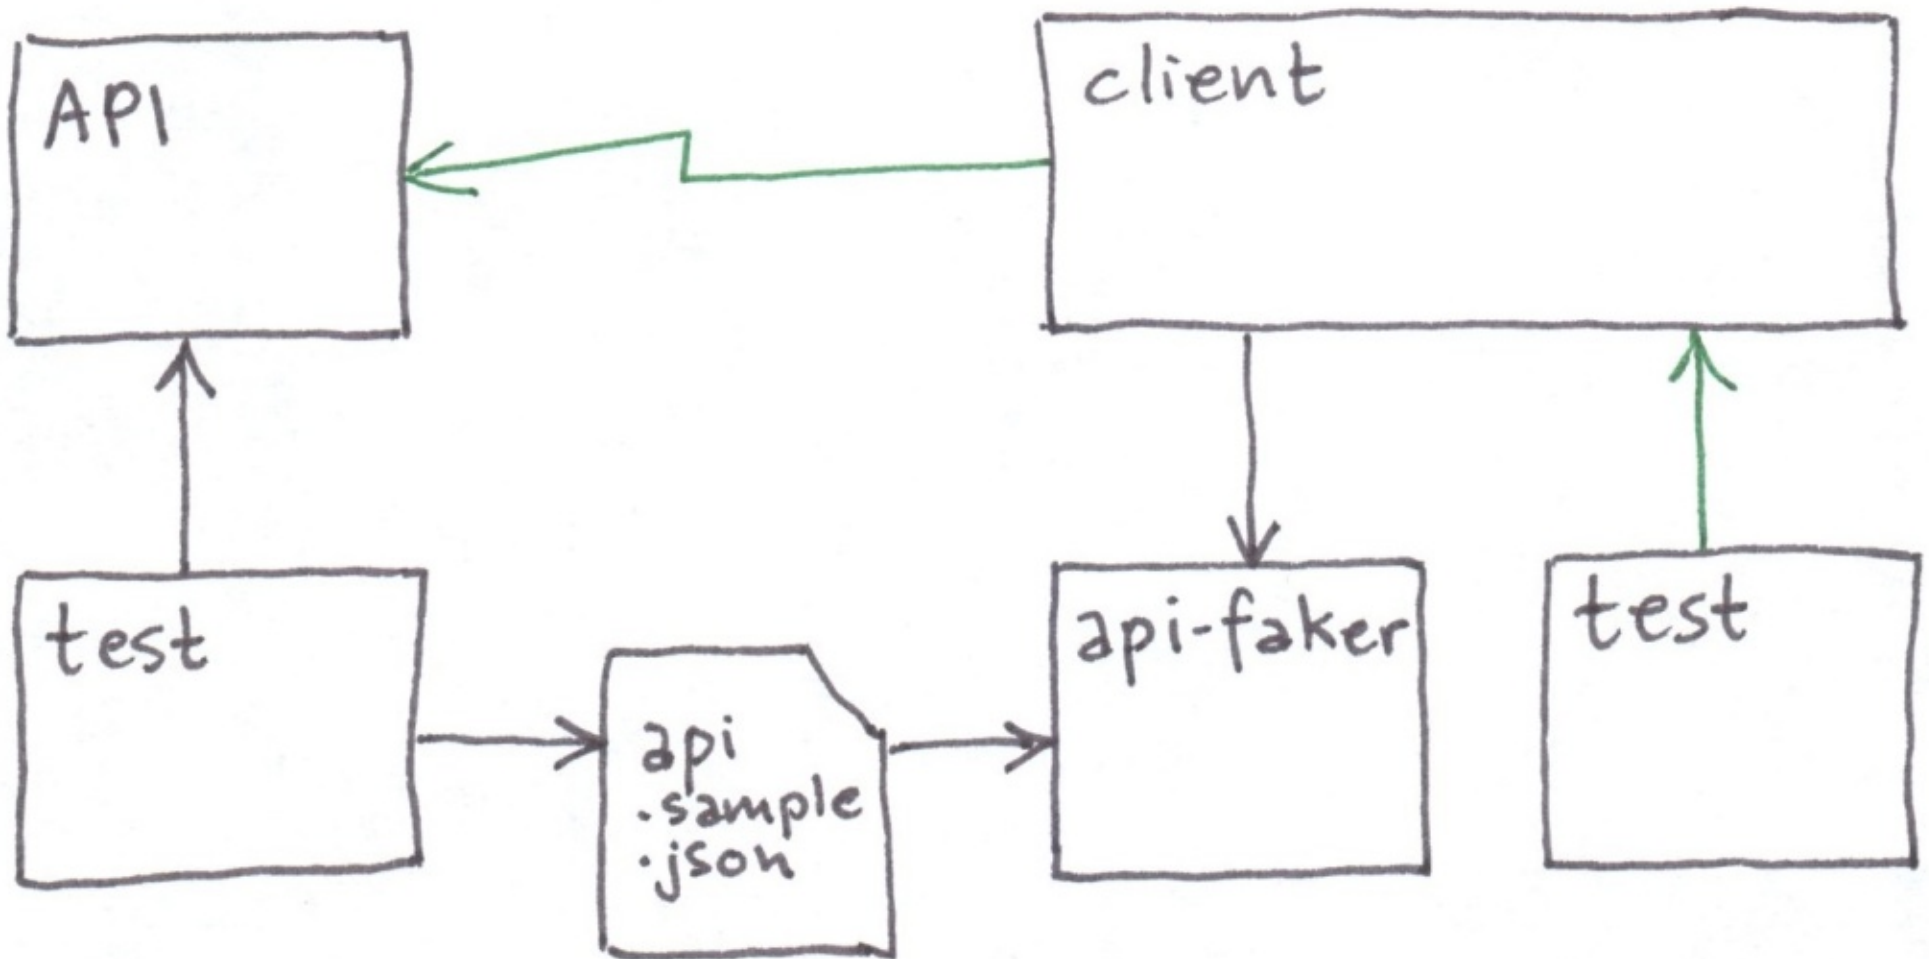 API
client
test
api
.sample
.json
api-faker
test